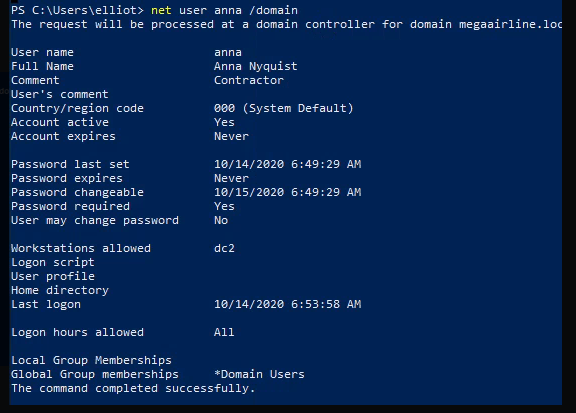 PS C:\Users\elliot> net user anna /domain
The request will be processed at a domain controller for domain megaairline.loc
User name anna
Full Name Anna Nyquist
Comment Contractor
User's comment
Country/region code 000 (System Default)
Account active Yes
Account expires Never
Password last set 10/14/2020 6:49:29 AM
Password expires Never
Password changeable 10/15/2020 6:49:29 AM
Password required Yes
User may change password No
Workstations allowed dc2
Logon script
User profile
Home directory
Last logon 10/14/2020 6:53:58 AM
Logon hours allowed All
Local Group Memberships
Global Group memberships *Domain Users
The command completed successfully.